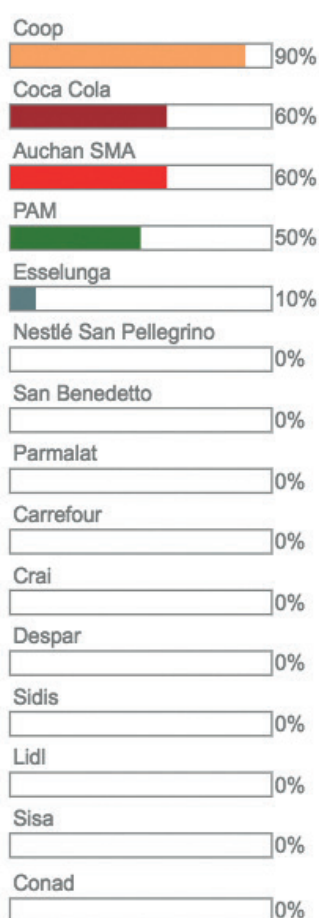 Coop
90%
Coca Cola
60%
Auchan SMA
60%
PAM
50%
Esselunga
10%
Nestlé San Pellegrino
0%
San Benedetto
0%
Parmalat
0%
Carrefour
0%
Crai
0%
Despar
0%
Sidis
0%
Lidl
0%
Sisa
0%
Conad
0%